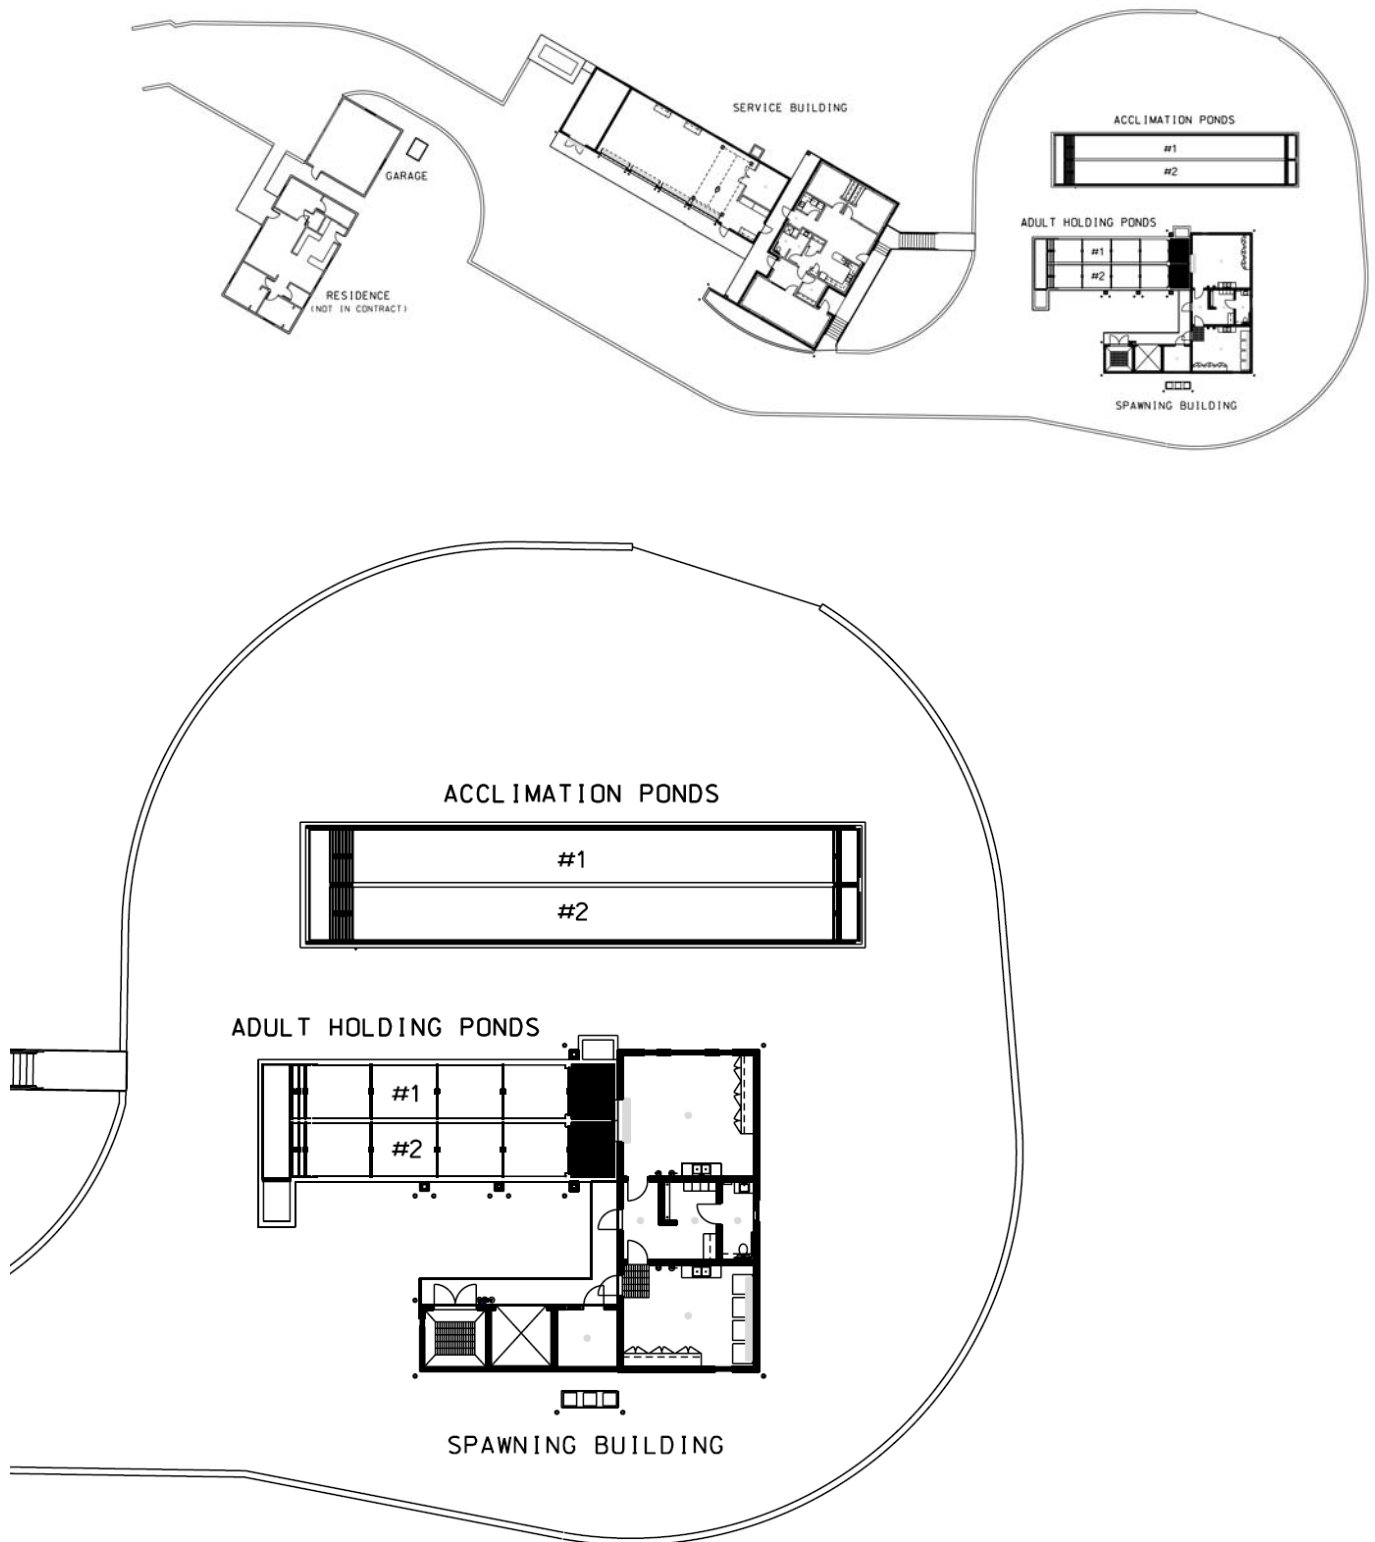 SERVICE BUILDING
ACCLIMATION PONDS
#1
#2
GARAGE
ADULT HOLDING PONDS
#1
#2
RESIDENCE
(NOT IN CONTRACT)
SPAWNING BUILDING
ACCLIMATION PONDS
#1
#2
ADULT HOLDING PONDS
#1
#2
SPAWNING BUILDING